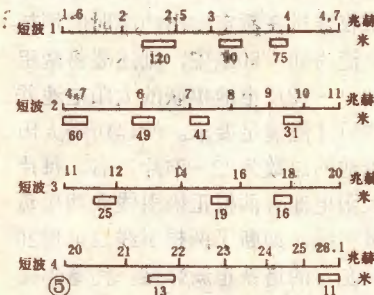 1.6 2 2.5 3 4 4.7 兆赫
短波 1
120 90 75 米
4.7 6 7 8 9 10 11 兆赫
短波 2
60 49 41 31 米
11 12 14 16 18 20 兆赫
短波 3
25 19 16 米
20 21 22 23 24 25 26.1 兆赫
短波 4
⑤ 13 11 米